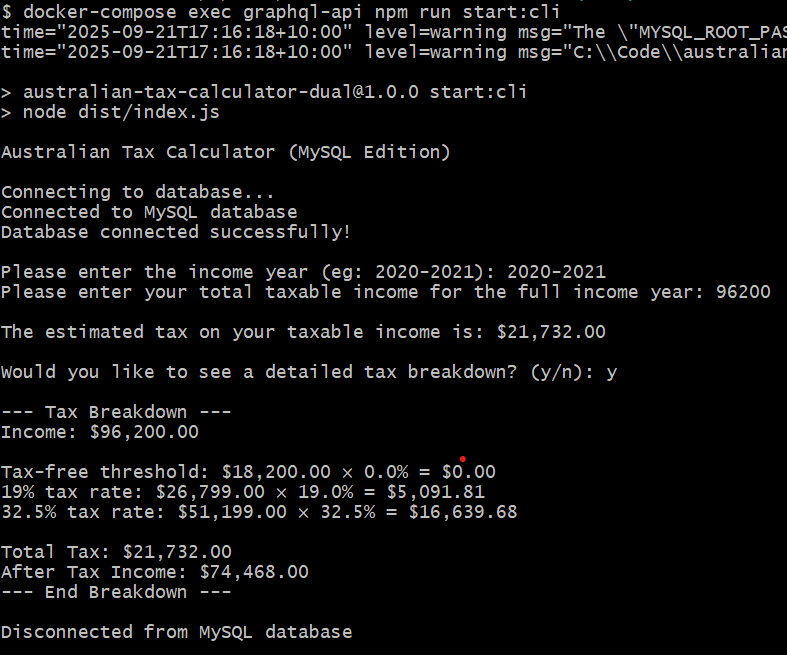 $ docker-compose exec graphql-api npm run start:cli
time="2025-09-21T17:16:18+10:00" level=warning msg="The \"MYSQL_ROOT_PAS
time="2025-09-21T17:16:18+10:00" level=warning msg="C:\\Code\\australian
> australian-tax-calculator-dual@1.0.0 start:cli
> node dist/index.js
Australian Tax Calculator (MySQL Edition)
Connecting to database...
Connected to MySQL database
Database connected successfully!
Please enter the income year (eg: 2020-2021): 2020-2021
Please enter your total taxable income for the full income year: 96200
The estimated tax on your taxable income is: $21,732.00
Would you like to see a detailed tax breakdown? (y/n): y
--- Tax Breakdown ---
Income: $96,200.00
Tax-free threshold: $18,200.00 × 0.0% = $0.00
19% tax rate: $26,799.00 × 19.0% = $5,091.81
32.5% tax rate: $51,199.00 × 32.5% = $16,639.68
Total Tax: $21,732.00
After Tax Income: $74,468.00
--- End Breakdown ---
Disconnected from MySQL database